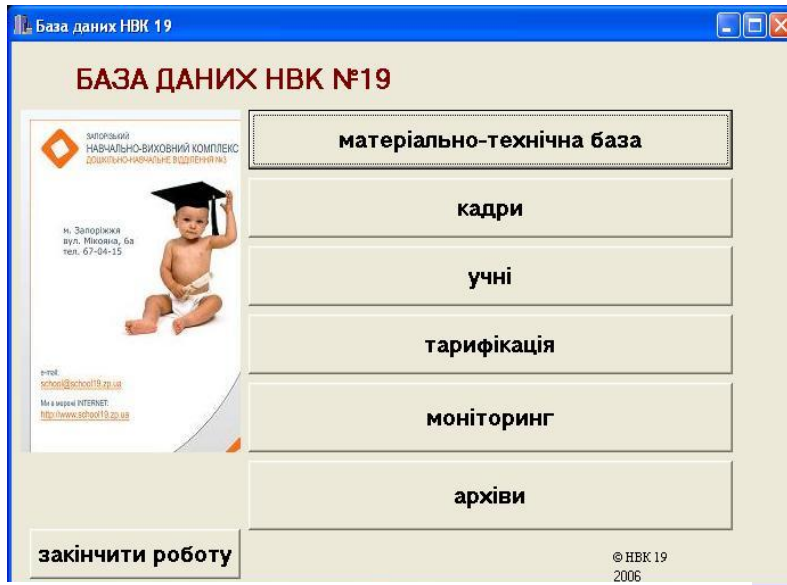 База даних НВК 19
БАЗА ДАНИХ НВК №19
ЗАПОРІЗЬКИЙ
НАВЧАЛЬНО-ВИХОВНИЙ КОМПЛЕКС
ДОШКІЛЬНО-НАВЧАЛЬНЕ ВІДДІЛЕННЯ №3
м. Запоріжжя
вул. Мікояна, 6а
тел. 67-04-15
e-mail:
school@school19.zp.ua
Ми в мережі INTERNET:
http://www.school19.zp.ua
матеріально-технічна база
кадри
учні
тарифікація
моніторинг
архіви
закінчити роботу
© НВК 19
2006